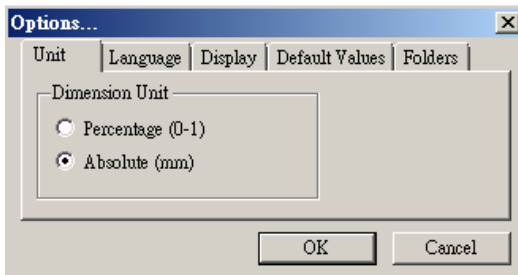 Options...
Unit Language Display Default Values Folders
Dimension Unit
Percentage (0-1)
Absolute (mm)
OK Cancel